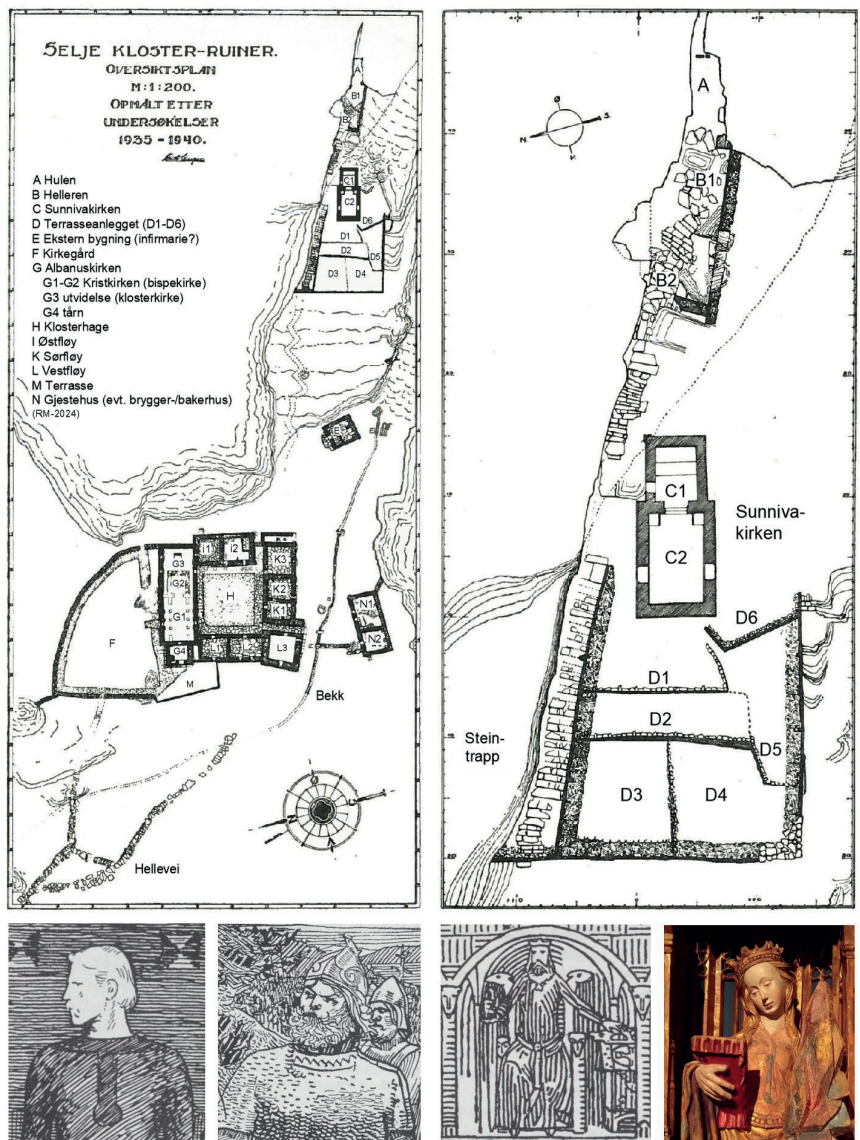 SELJE KLOSTER-RUINER.
OVERSIKTSPLAN
M:1:200.
OPMÅLT ETTER
UNDERSØKELSER
1935-1940.
A Hulen
B Helleren
C Sunnivakirken
D Terrasseanlegget (D1-D6)
E Ekstern bygning (infirmarie?)
F Kirkegård
G Albanuskirken
G1-G2 Kristkirken (bispekirke)
G3 utvidelse (klosterkirke)
G4 tårn
H Klosterhage
I Østfløy
K Sørfløy
L Vestfløy
M Terrasse
N Gjestehus (evt. brygger-/bakerhus)
(RM-2024)
A
B1
B2
C1
C2
D6
D1
D2
D5
D3 D4
E
I1 I2
G3
K3
G2
H
K2
G1
K1
N1
F
N2
G4
L1 L2
L3
M
Bekk
N
Hellevei
A
Ø
N S.
V.
B1
B2
C1
Sunniva-
kirken
C2
D6
D1
D2
Stein-
trapp
D5
D3 D4